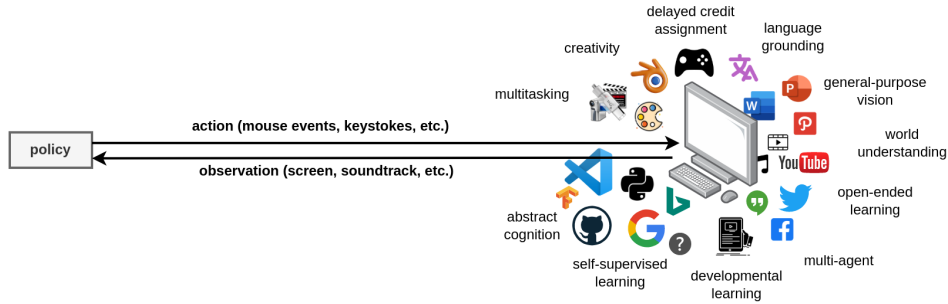 delayed credit
assignment
language
grounding
creativity
general-purpose
vision
multitasking
P
W
action (mouse events, keystokes, etc.)
policy
world
understanding
YouTube
observation (screen, soundtrack, etc.)
open-ended
learning
abstract
cognition
G
?
multi-agent
self-supervised
learning
developmental
learning